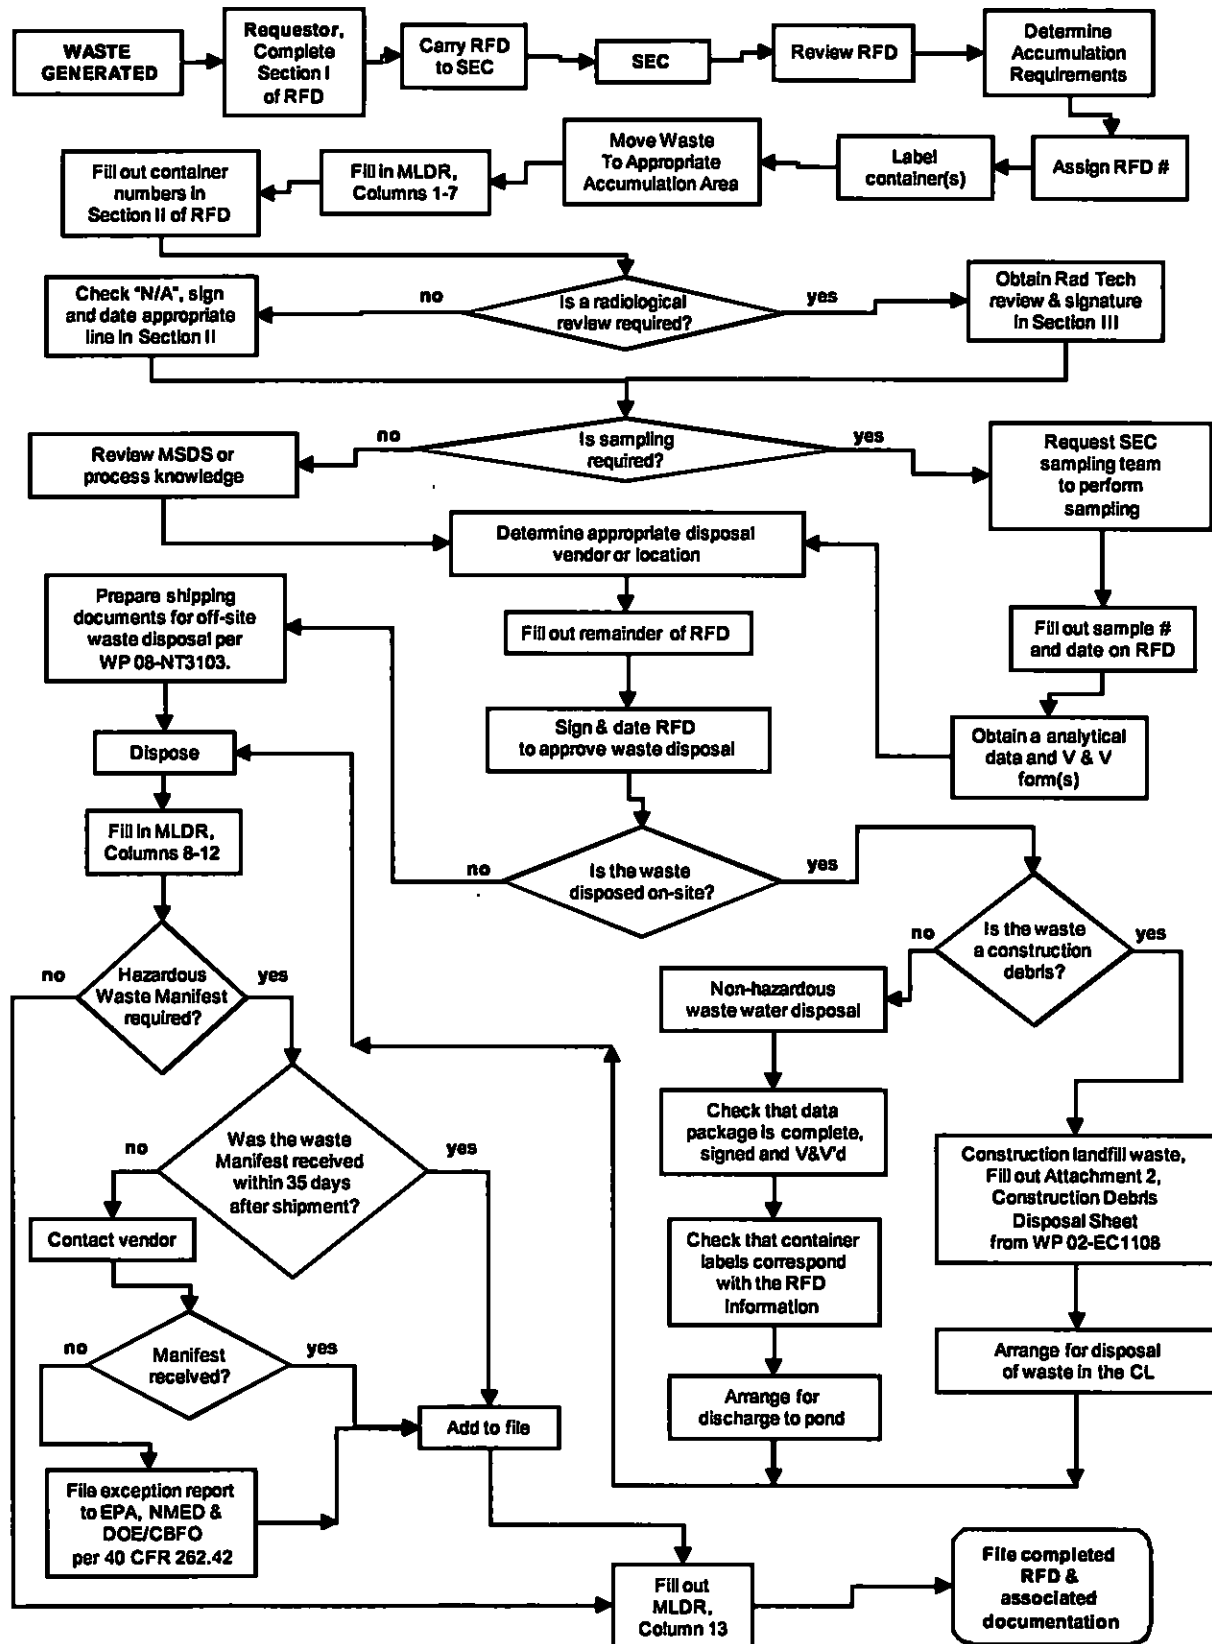 WASTE
GENERATED
Requestor,
Complete
Section I
of RFD
Carry RFD
to SEC
SEC
Review RFD
Determine
Accumulation
Requirements
Fill out container
numbers in
Section II of RFD
Fill in MLDR,
Columns 1-7
Move Waste
To Appropriate
Accumulation Area
Label
container(s)
Assign RFD #
Check "N/A", sign
and date appropriate
line in Section II
no
Is a radiological
review required?
yes
Obtain Rad Tech
review & signature
in Section III
Review MSDS or
process knowledge
no
Is sampling
required?
yes
Request SEC
sampling team
to perform
sampling
Determine appropriate disposal
vendor or location
Prepare shipping
documents for off-site
waste disposal per
WP 08-NT3103.
Fill out remainder of RFD
Fill out sample #
and date on RFD
Sign & date RFD
to approve waste disposal
Obtain a analytical
data and V & V
form(s)
Dispose
Fill in MLDR,
Columns 8-12
no
Is the waste
disposed on-site?
yes
no
Is the waste
a construction
debris?
yes
no
Hazardous
Waste Manifest
required?
yes
Non-hazardous
waste water disposal
Check that data
package is complete,
signed and V&V'd
no
Was the waste
Manifest received
within 35 days
after shipment?
yes
Construction landfill waste,
Fill out Attachment 2,
Construction Debris
Disposal Sheet
from WP 02-EC1108
Contact vendor
Check that container
labels correspond
with the RFD
Information
no
Manifest
received?
yes
Arrange for disposal
of waste in the CL
Arrange for
discharge to pond
Add to file
File exception report
to EPA, NMED &
DOE/CBFO
per 40 CFR 262.42
Fill out
MLDR,
Column 13
File completed
RFD &
associated
documentation